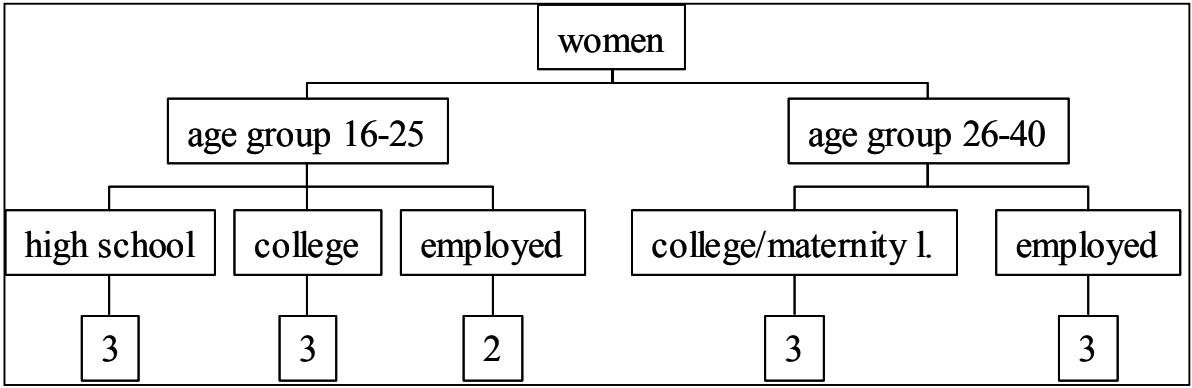 women
age group 16-25
age group 26-40
high school
college
employed
college/maternity l.
employed
3
3
2
3
3